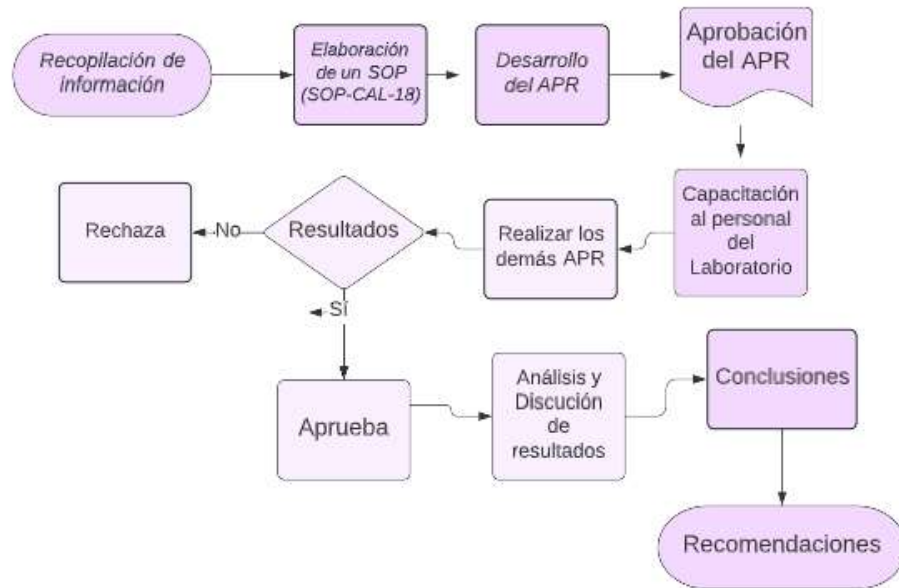 Recopilación de
información
Elaboración
de un SOP
(SOP-CAL-18)
Desarrollo
del APR
Aprobación
del APR
Capacitación
al personal
del
Laboratorio
Realizar los
demás APR
Resultados
No
Rechaza
Sí
Aprueba
Análisis y
Discución
de
resultados
Conclusiones
Recomendaciones